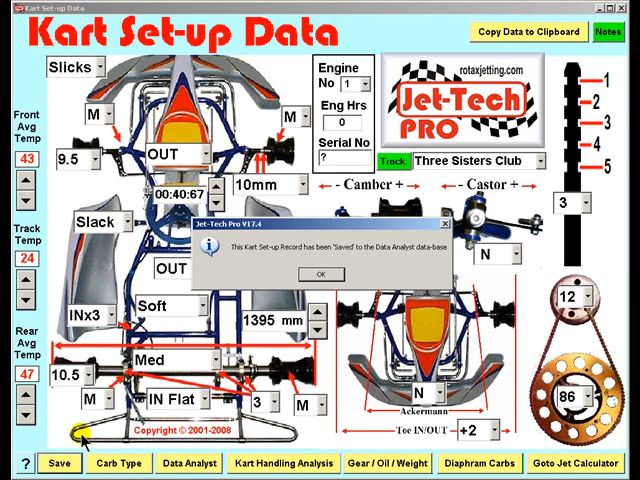 Kart Set-up Data
Kart Set-up Data
Copy Data to Clipboard
Notes
Slicks
Engine
No 1
Eng Hrs
0
Serial No
?
rotaxjetting.com
Jet-Tech
PRO
1
2
3
4
5
Front
Avg
Temp
43
M
M
9.5
OUT
10mm
Track:
Three Sisters Club
00:40:67
- Cambcr +
- Castor +
3
Track
Temp
24
Slack
N
OUT
Jet-Tech Pro V17.4
This Kart Set-up Record has been 'Saved' to the Data Analyst data-base
OK
INx3
Soft
1395 mm
12
Rear
Avg
Temp
47
Med
10.5
M
IN Flat
3
M
N
86
Ackermann
Toe IN/OUT
+2
Copyright © 2001-2008
?
Save
Carb Type
Data Analyst
Kart Handling Analysis
Gear / Oil / Weight
Diaphram Carbs
Goto Jet Calculator